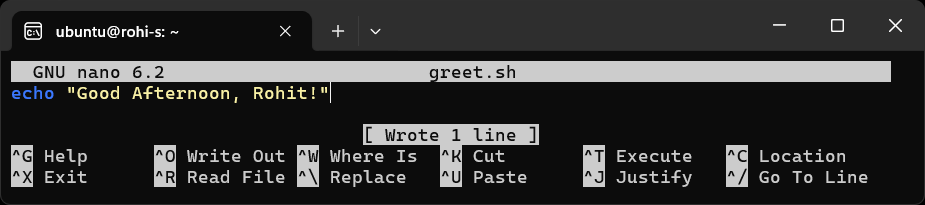 ubuntu@rohi-s: ~
GNU nano 6.2 greet.sh
echo "Good Afternoon, Rohit!"
[ Wrote 1 line ]
^G Help ^O Write Out ^W Where Is ^K Cut ^T Execute ^C Location
^X Exit ^R Read File ^\ Replace ^U Paste ^J Justify ^/ Go To Line